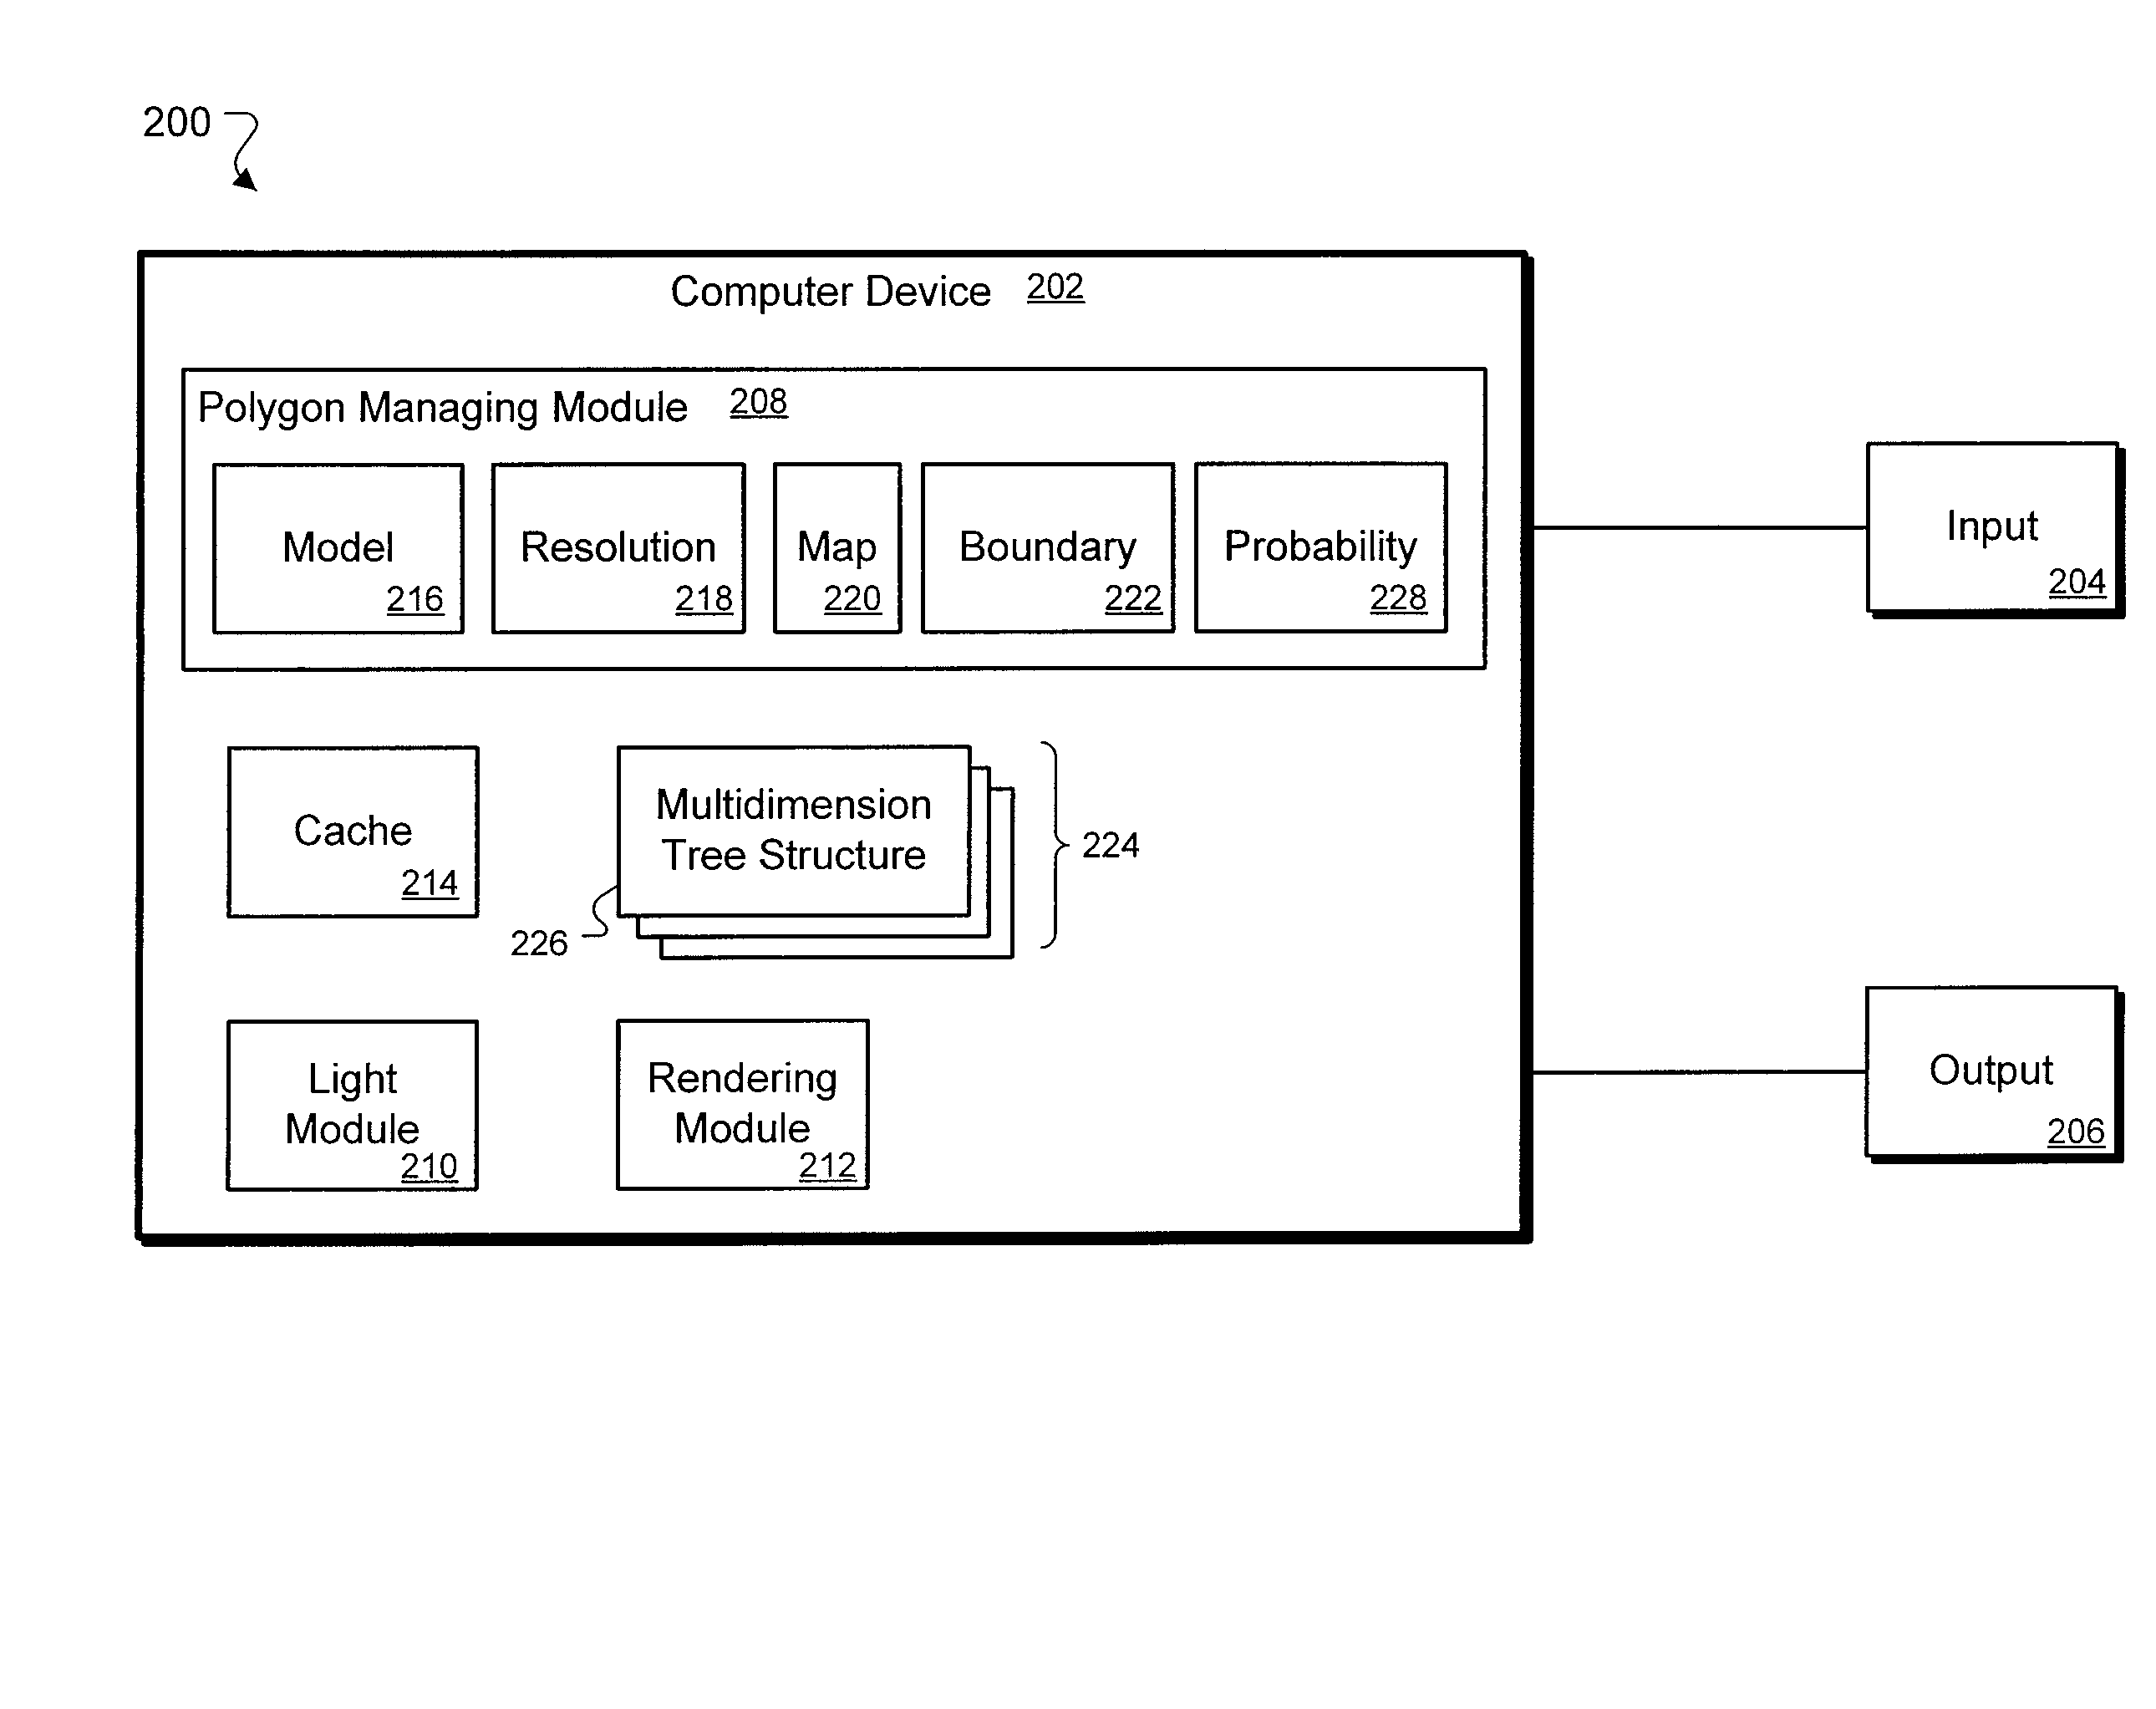 200
Computer Device 202
Polygon Managing Module 208
Model
216
Resolution
218
Map
220
Boundary
222
Probability
228
Input
204
Cache
214
Multidimension
Tree Structure
224
226
Light
Module
210
Rendering
Module
212
Output
206